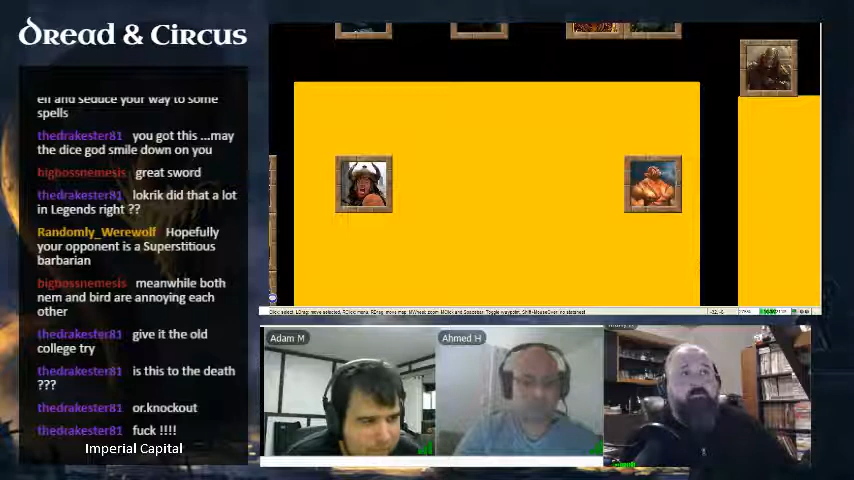 Dread & Circus
elf and seduce your way to some
spells
thedrakester81 you got this ...may
the dice god smile down on you
bigbossnemesis great sword
thedrakester81 lokrik did that a lot
in Legends right ??
Randomly_Werewolf Hopefully
your opponent is a Superstitious
barbarian
bigbossnemesis meanwhile both
nem and bird are annoying each
other
thedrakester81 give it the old
college try
thedrakester81 is this to the death
???
thedrakester81 or.knockout
thedrakester81 fuck !!!!
Imperial Capital
Adam M
Ahmed H